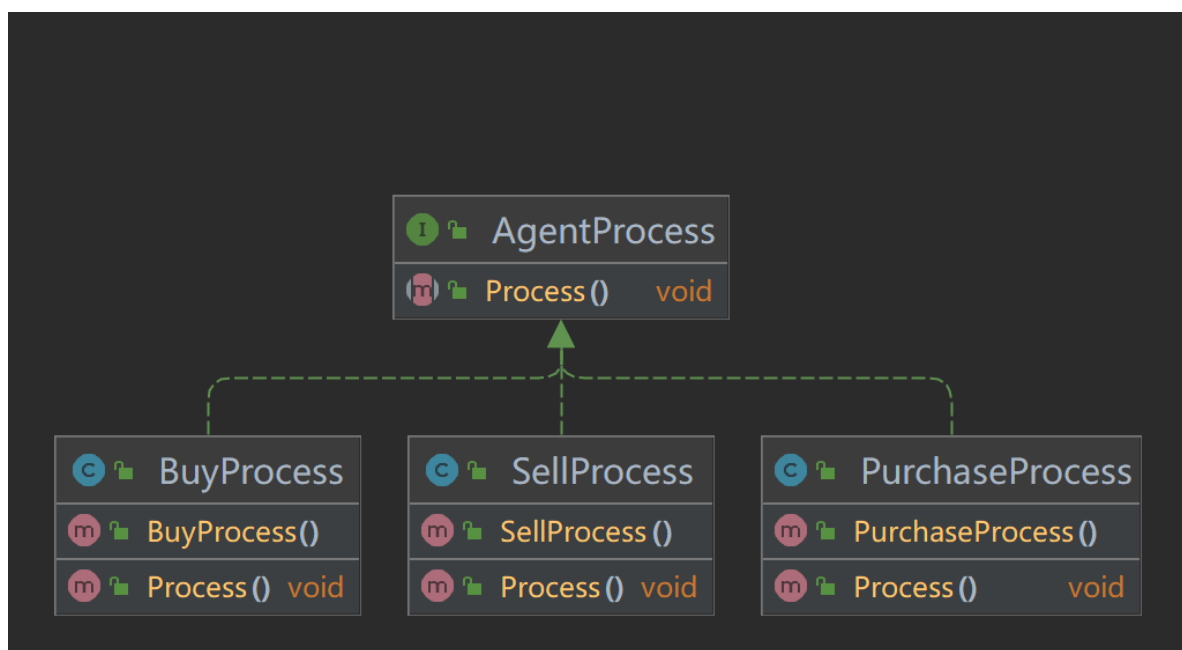 I AgentProcess
m Process() void
C BuyProcess
m BuyProcess()
m Process() void
C SellProcess
m SellProcess()
m Process() void
C PurchaseProcess
m PurchaseProcess()
m Process() void